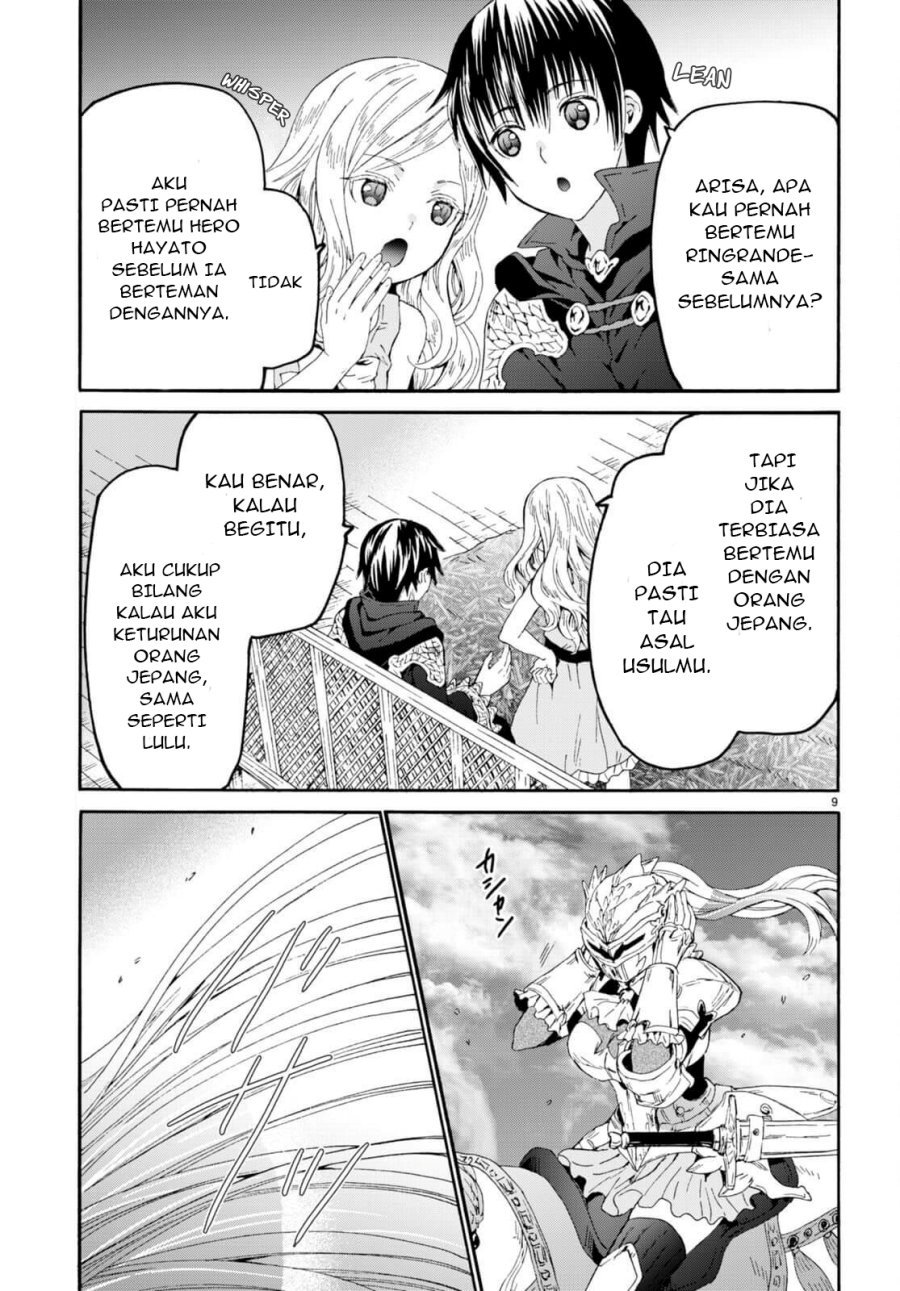 LEAN
ARISA, APA
KAU PERNAH
BERTEMU
RINGRANDE-
SAMA
SEBELUMNYA?
WHISPER
TIDAK
AKU
PASTI PERNAH
BERTEMU HERO
HAYATO
SEBELUM IA
BERTEMAN
DENGANNYA.
TAPI
JIKA
DIA
TERBIASA
BERTEMU
DENGAN
ORANG
JEPANG.
DIA
PASTI
TAU
ASAL
USULMU.
KAU BENAR,
KALAU
BEGITU,
AKU CUKUP
BILANG
KALAU AKU
KETURUNAN
ORANG
JEPANG,
SAMA
SEPERTI
LULU.
9
カシャン